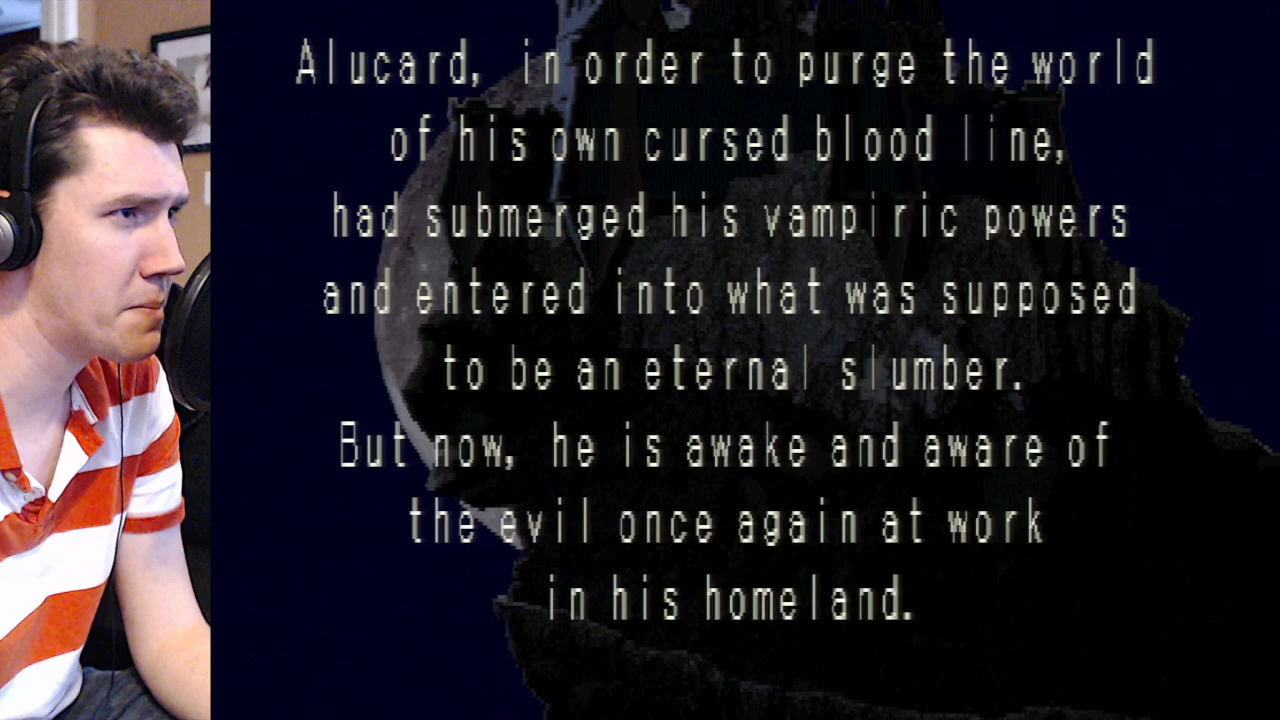 Alucard, in order to purge the world
of his own cursed blood line,
had submerged his vampiric powers
and entered into what was supposed
to be an eternal slumber.
But now, he is awake and aware of
the evil once again at work
in his homeland.